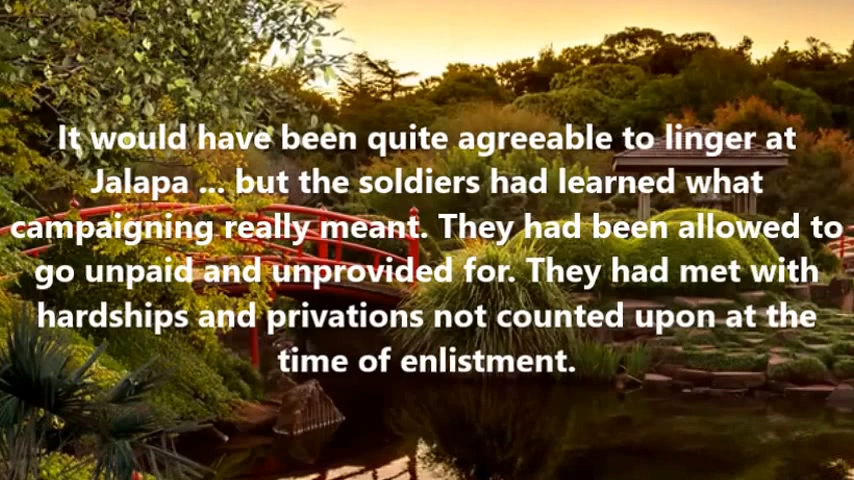 It would have been quite agreeable to linger at
Jalapa ... but the soldiers had learned what
campaigning really meant. They had been allowed to
go unpaid and unprovided for. They had met with
hardships and privations not counted upon at the
time of enlistment.